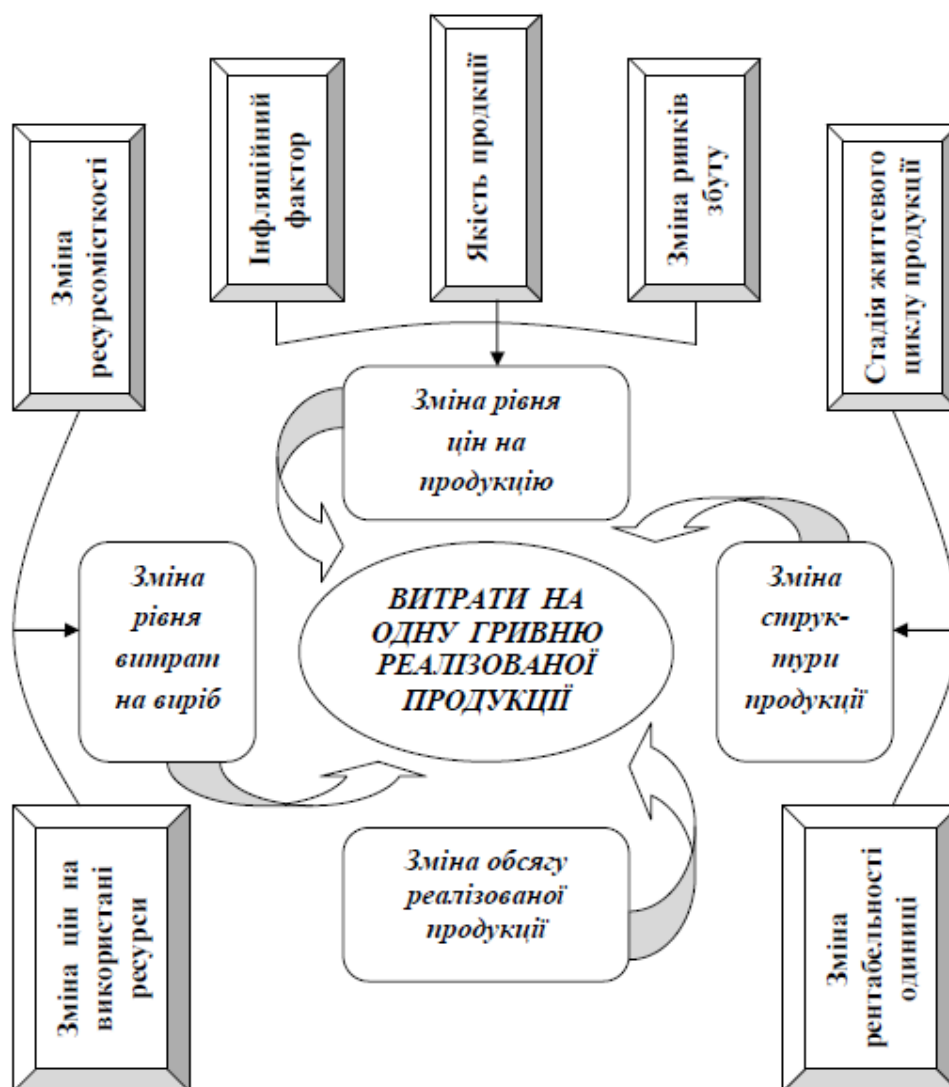 Зміна
ресурсомісткості
Інфляційний
фактор
Якість продкції
Зміна ринків
збуту
Стадія життевого
циклу продукції
Зміна рівня
цін на
продукцію
Зміна
рівня
витрат
на виріб
ВИТРАТИ НА
ОДНУ ГРИВНЮ
РЕАЛІЗОВАНОЇ
ПРОДУКЦІЇ
Зміна
струк-
тури
продукції
Зміна обсягу
реалізованої
продукції
Зміна цін на
використані
ресурси
Зміна
рентабельності
одиниці